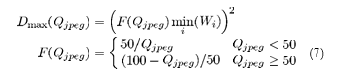 D_max(Q_jpeg) = (F(Q_jpeg) min_i(W_i))^2
F(Q_jpeg) = { 50/Q_jpeg Q_jpeg < 50
(100 − Q_jpeg)/50 Q_jpeg ≥ 50 (7)